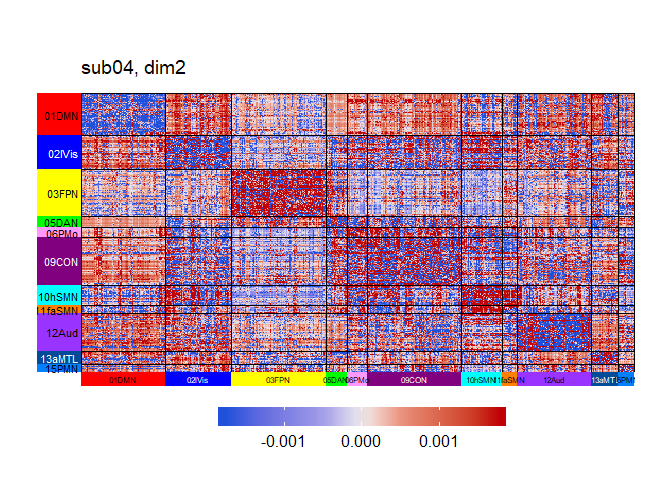 sub04, dim2
01DMN
02lVis
03FPN
05DAN
06PMo
09CON
10hSMN
11faSMN
12Aud
13aMTL
15PMN
01DMN
02lVis
03FPN
05DAN
06PMo
09CON
10hSMN
11faSMN
12Aud
13aMTL
15PMN
-0.001
0.000
0.001